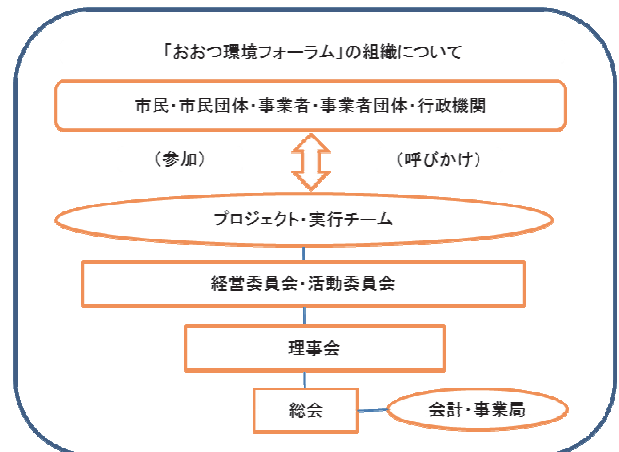 「おおつ環境フォーラム」の組織について
市民・市民団体・事業者・事業者団体・行政機関
（参加）
（呼びかけ）
プロジェクト・実行チーム
経営委員会・活動委員会
理事会
総会
会計・事業局